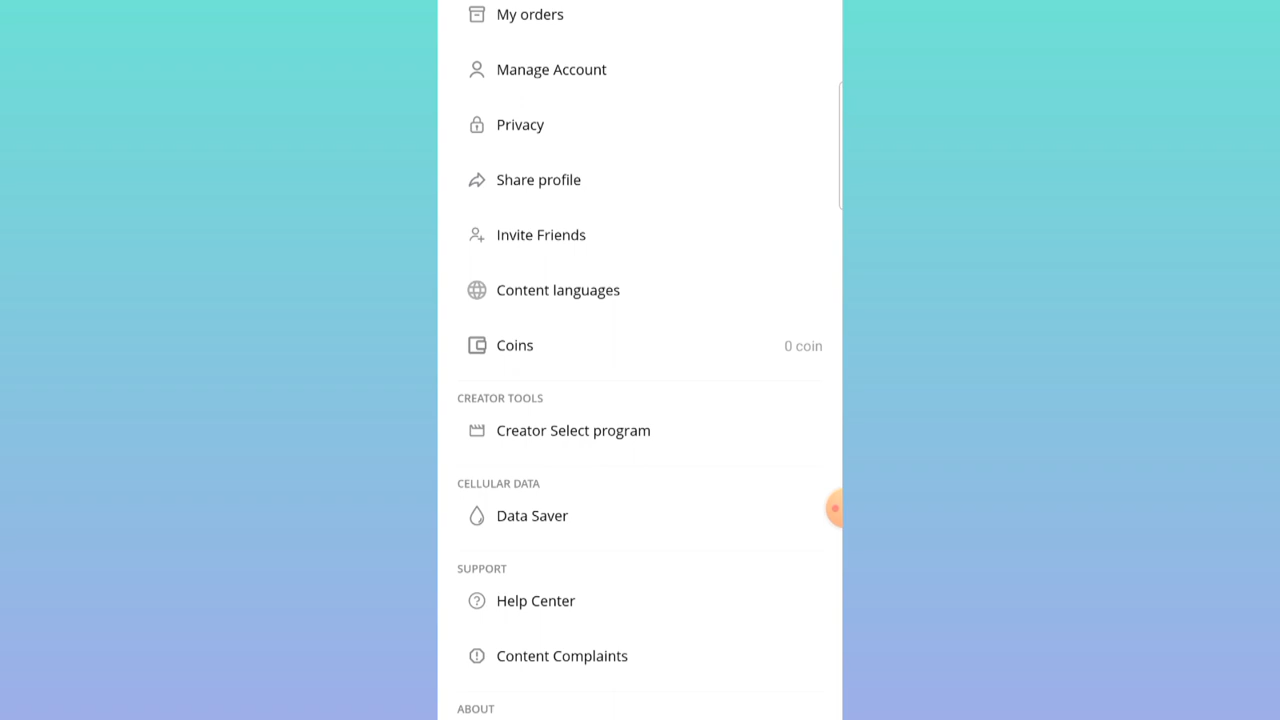 My orders
Manage Account
Privacy
Share profile
Invite Friends
Content languages
Coins 0 coin
CREATOR TOOLS
Creator Select program
CELLULAR DATA
Data Saver
SUPPORT
Help Center
Content Complaints
ABOUT